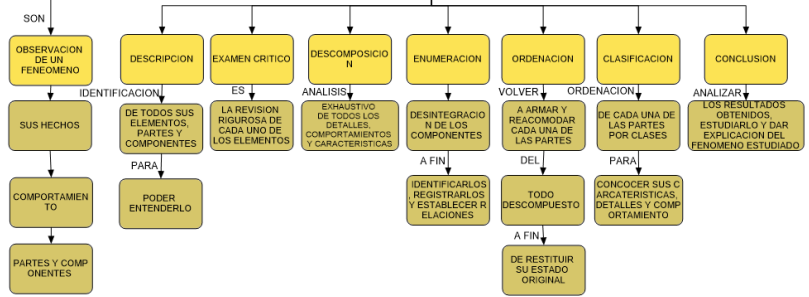 SON
OBSERVACION
DE UN
FENEOMENO
SUS HECHOS
COMPORTAMIEN
TO
PARTES Y COMP
ONENTES
DESCRIPCION
IDENTIFICACION
DE TODOS SUS
ELEMENTOS,
PARTES Y
COMPONENTES
PARA
PODER
ENTENDERLO
EXAMEN CRITICO
ES
LA REVISION
RIGUROSA DE
CADA UNO DE
LOS ELEMENTOS
DESCOMPOSICIO
N
ANALISIS
EXHAUSTIVO
DE TODOS LOS
DETALLES,
COMPORTAMIENTOS
Y CARACTERISTICAS
ENUMERACION
DESINTEGRACIO
N DE LOS
COMPONENTES
A FIN
IDENTIFICARLOS
, REGISTRARLOS
Y ESTABLECER R
ELACIONES
ORDENACION
VOLVER
A ARMAR Y
REACOMODAR
CADA UNA DE
LAS PARTES
DEL
TODO
DESCOMPUESTO
A FIN
DE RESTITUIR
SU ESTADO
ORIGINAL
CLASIFICACION
ORDENACION
DE CADA UNA DE
LAS PARTES
POR CLASES
PARA
CONCOCER SUS C
ARCATERISTICAS,
DETALLES Y COMP
ORTAMIENTO
CONCLUSION
ANALIZAR
LOS RESULTADOS
OBTENIDOS,
ESTUDIARLO Y DAR
EXPLICACION DEL
FENOMENO ESTUDIADO